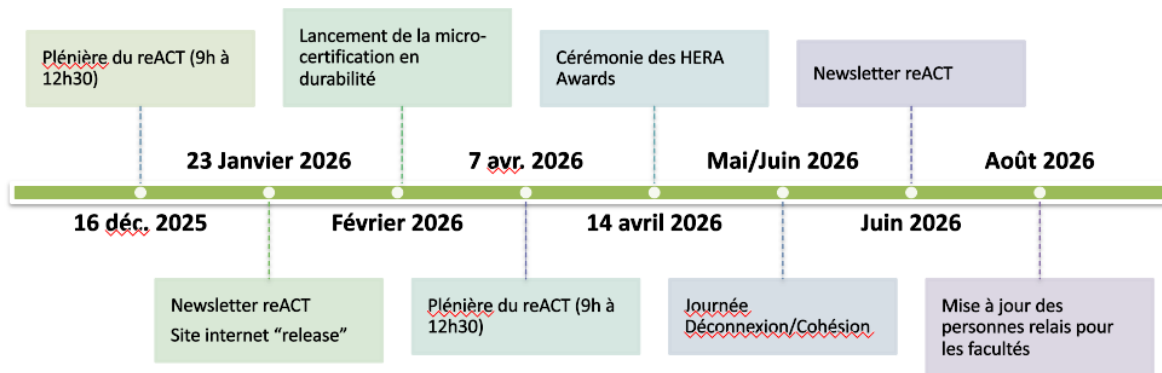 Plénière du reACT (9h à
12h30)
Lancement de la micro-
certification en
durabilité
Cérémonie des HERA
Awards
Newsletter reACT
23 Janvier 2026
7 avr. 2026
Mai/Juin 2026
Août 2026
16 déc. 2025
Février 2026
14 avril 2026
Juin 2026
Newsletter reACT
Site internet “release”
Plénière du reACT (9h à
12h30)
Journée
Déconnexion/Cohésion
Mise à jour des
personnes relais pour
les facultés